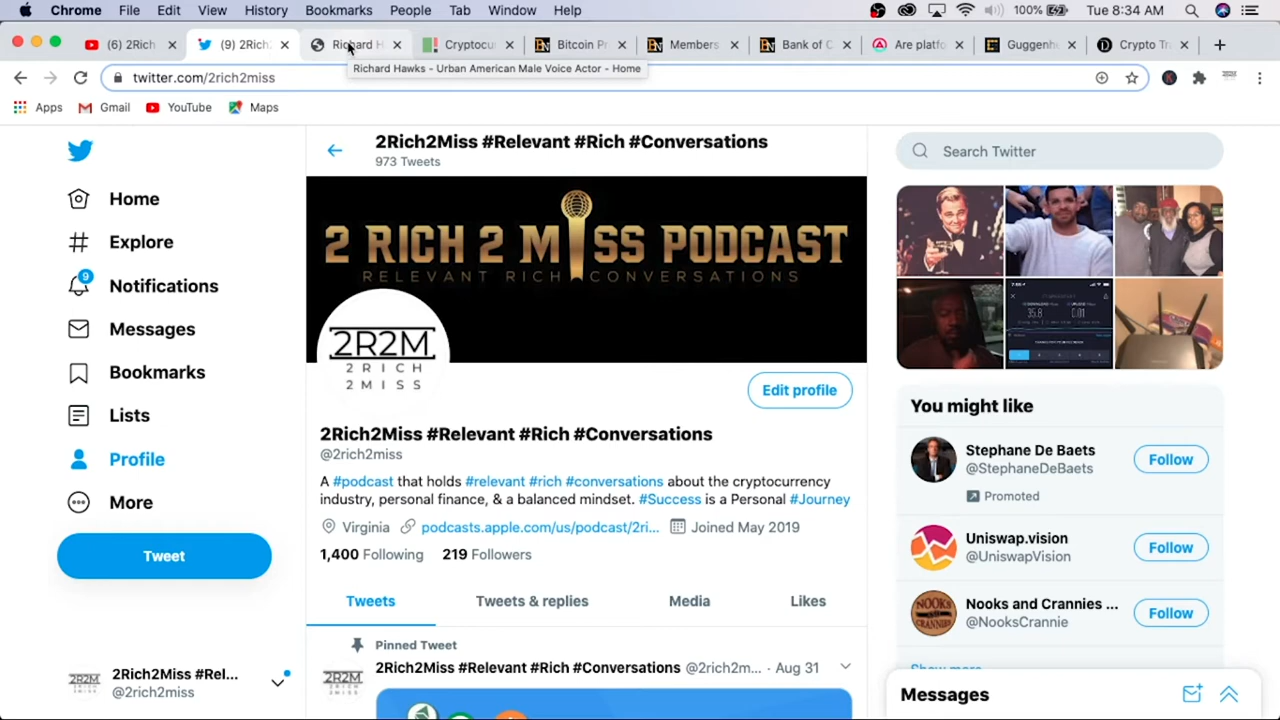 Chrome File Edit View History Bookmarks People Tab Window Help 100% Tue 8:34 AM
(6) 2Rich (9) 2Rich: Richard H Cryptocu Bitcoin P Members Bank of C Are platfo Guggenh Crypto Tr
Richard Hawks - Urban American Male Voice Actor - Home
twitter.com/2rich2miss
Apps Gmail YouTube Maps
2Rich2Miss #Relevant #Rich #Conversations
973 Tweets
Search Twitter
Home
Explore
9
Notifications
Messages
Bookmarks
Lists
Profile
More
Tweet
2Rich2Miss #Rel...
@2rich2miss
2 RICH 2 MISS PODCAST
RELEVANT RICH CONVERSATIONS
2R2M
2 RICH
2 MISS
Edit profile
2Rich2Miss #Relevant #Rich #Conversations
@2rich2miss
A #podcast that holds #relevant #rich #conversations about the cryptocurrency
industry, personal finance, & a balanced mindset. #Success is a Personal #Journey
Virginia podcasts.apple.com/us/podcast/2ri... Joined May 2019
1,400 Following 219 Followers
Tweets Tweets & replies Media Likes
Pinned Tweet
2Rich2Miss #Relevant #Rich #Conversations @2rich2m... · Aug 31
35.8 0.01
You might like
Stephane De Baets
@StephaneDeBaets
Follow
Promoted
Uniswap.vision
@UniswapVision
Follow
Nooks and Crannies ...
@NooksCrannie
Follow
NOOKS
CRANNIES
Show more
Messages